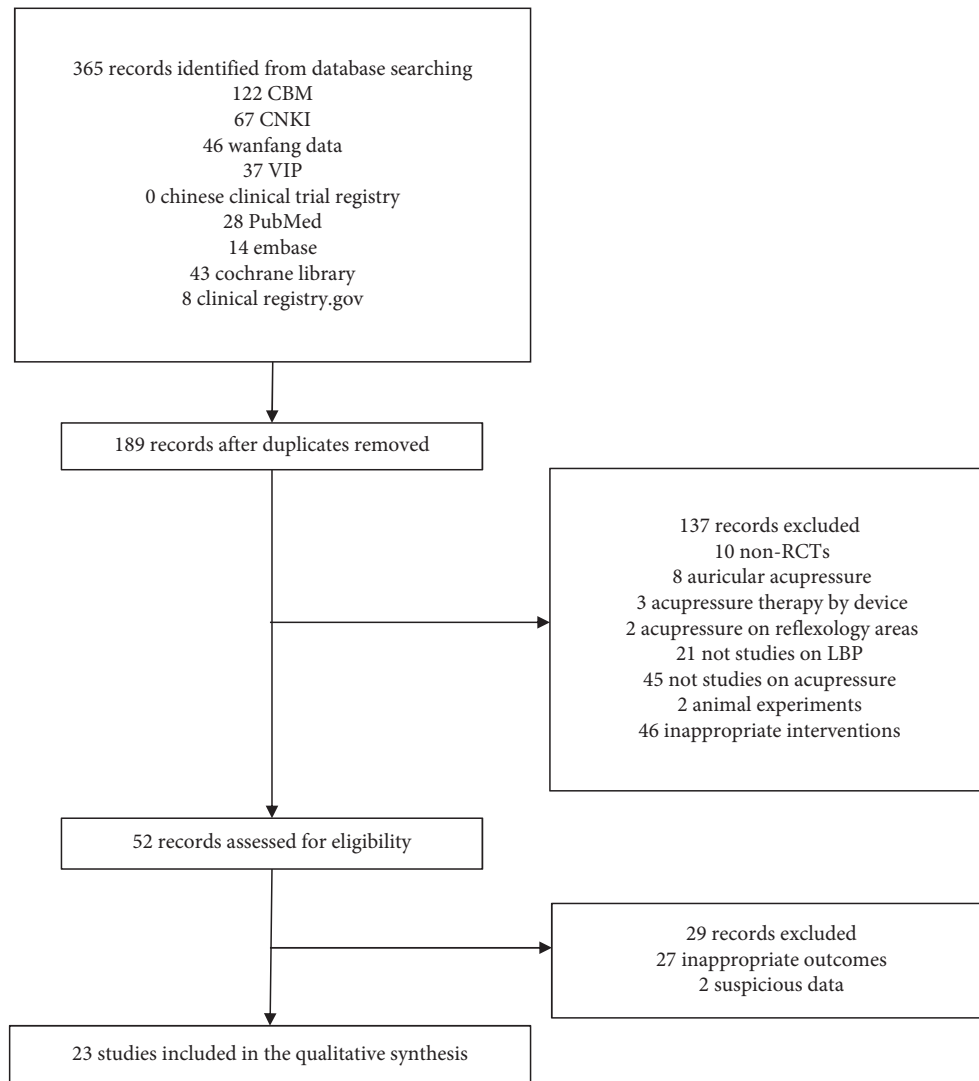 365 records identified from database searching
122 CBM
67 CNKI
46 wanfang data
37 VIP
0 chinese clinical trial registry
28 PubMed
14 embase
43 cochrane library
8 clinical registry.gov
189 records after duplicates removed
137 records excluded
10 non-RCTs
8 auricular acupressure
3 acupressure therapy by device
2 acupressure on reflexology areas
21 not studies on LBP
45 not studies on acupressure
2 animal experiments
46 inappropriate interventions
52 records assessed for eligibility
29 records excluded
27 inappropriate outcomes
2 suspicious data
23 studies included in the qualitative synthesis